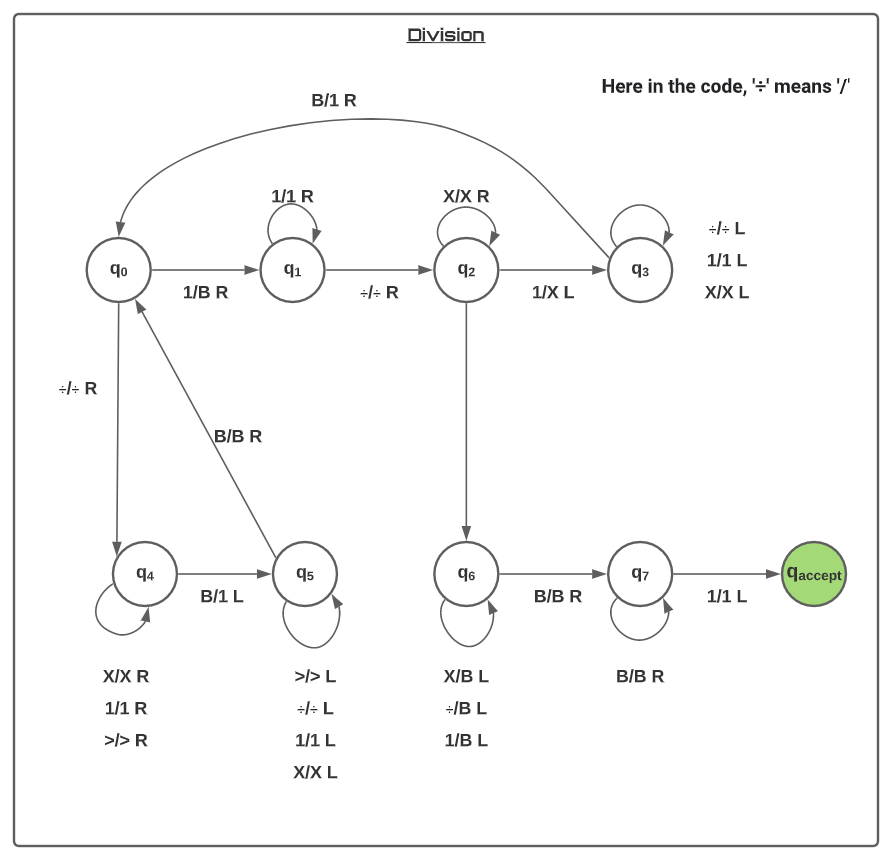 Division
Here in the code, '÷' means '/'
B/1 R
1/1 R
X/X R
÷/÷ L
1/1 L
X/X L
q0
q1
q2
q3
1/B R
÷/÷ R
1/X L
÷/÷ R
B/B R
q4
q5
q6
q7
qaccept
B/1 L
B/B R
1/1 L
X/X R
1/1 R
>/> R
>/> L
÷/÷ L
1/1 L
X/X L
X/B L
÷/B L
1/B L
B/B R